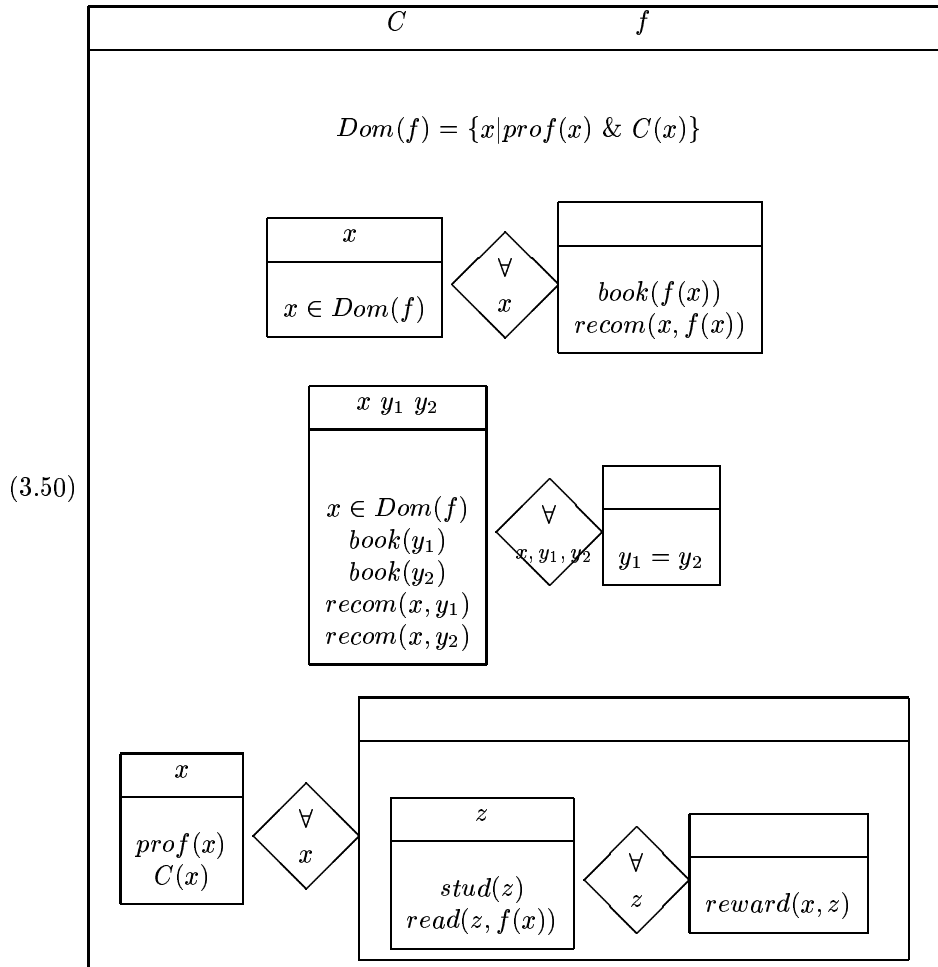 C f
Dom(f) = {x|prof(x) & C(x)}
x
x ∈ Dom(f)
∀
x
book(f(x))
recom(x, f(x))
x y₁ y₂
x ∈ Dom(f)
book(y₁)
book(y₂)
recom(x, y₁)
recom(x, y₂)
∀
x, y₁, y₂
y₁ = y₂
(3.50)
x
prof(x)
C(x)
∀
x
z
stud(z)
read(z, f(x))
∀
z
reward(x, z)